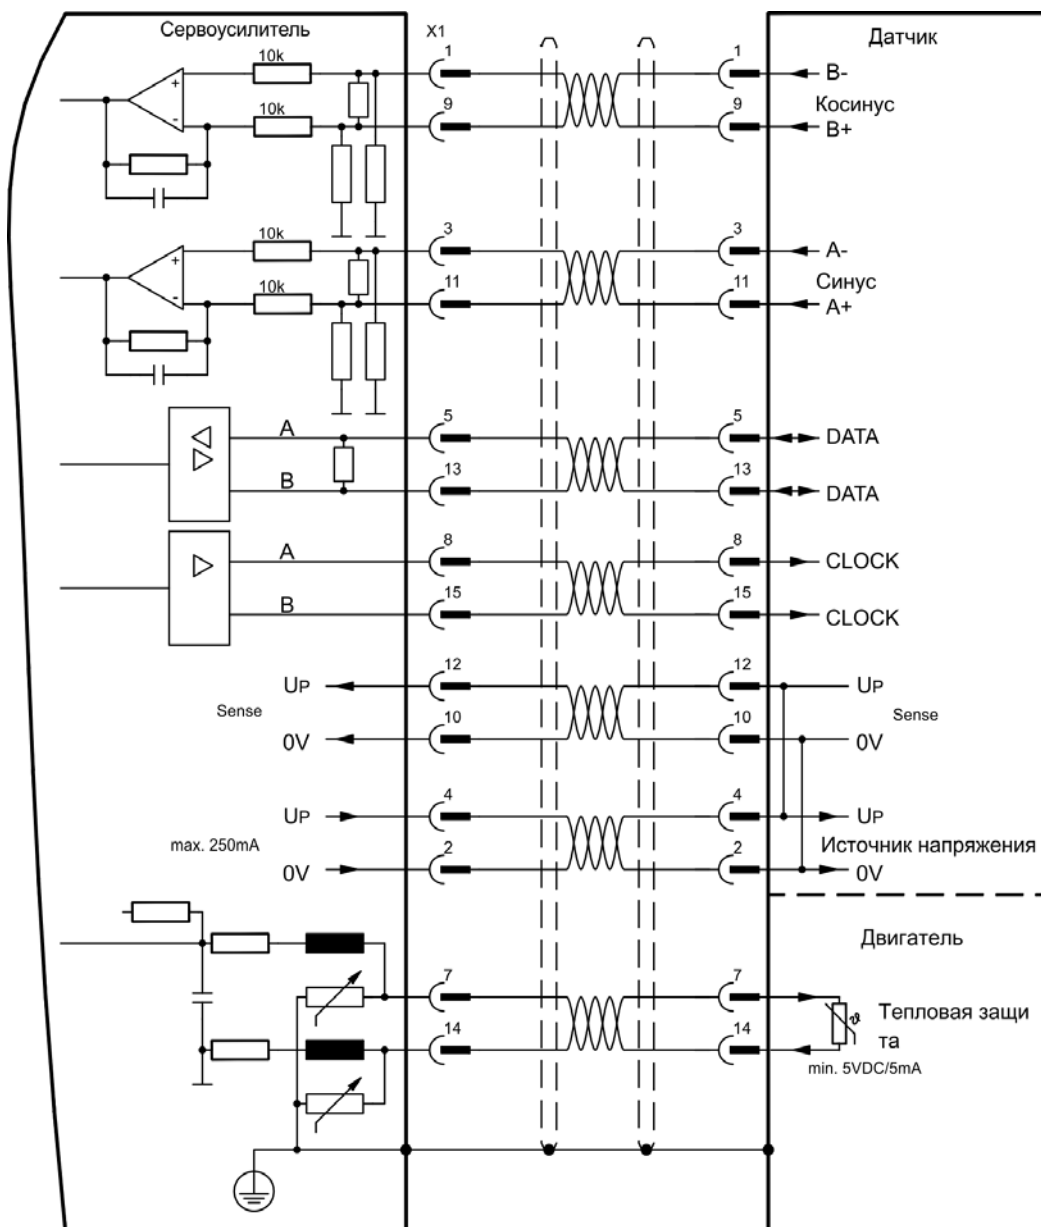 Сервоусилитель
X1
Датчик
10k
1
1
B-
Косинус
10k
9
9
B+
+
-
10k
3
3
A-
Синус
10k
11
11
A+
+
-
A
5
5
DATA
B
13
13
DATA
A
8
8
CLOCK
B
15
15
CLOCK
UP
12
12
UP
Sense
Sense
0V
10
10
0V
UP
4
4
UP
max. 250mA
Источник напряжения
0V
2
2
0V
Двигатель
7
7
Тепловая защи
та
ϑ
14
14
min. 5VDC/5mA